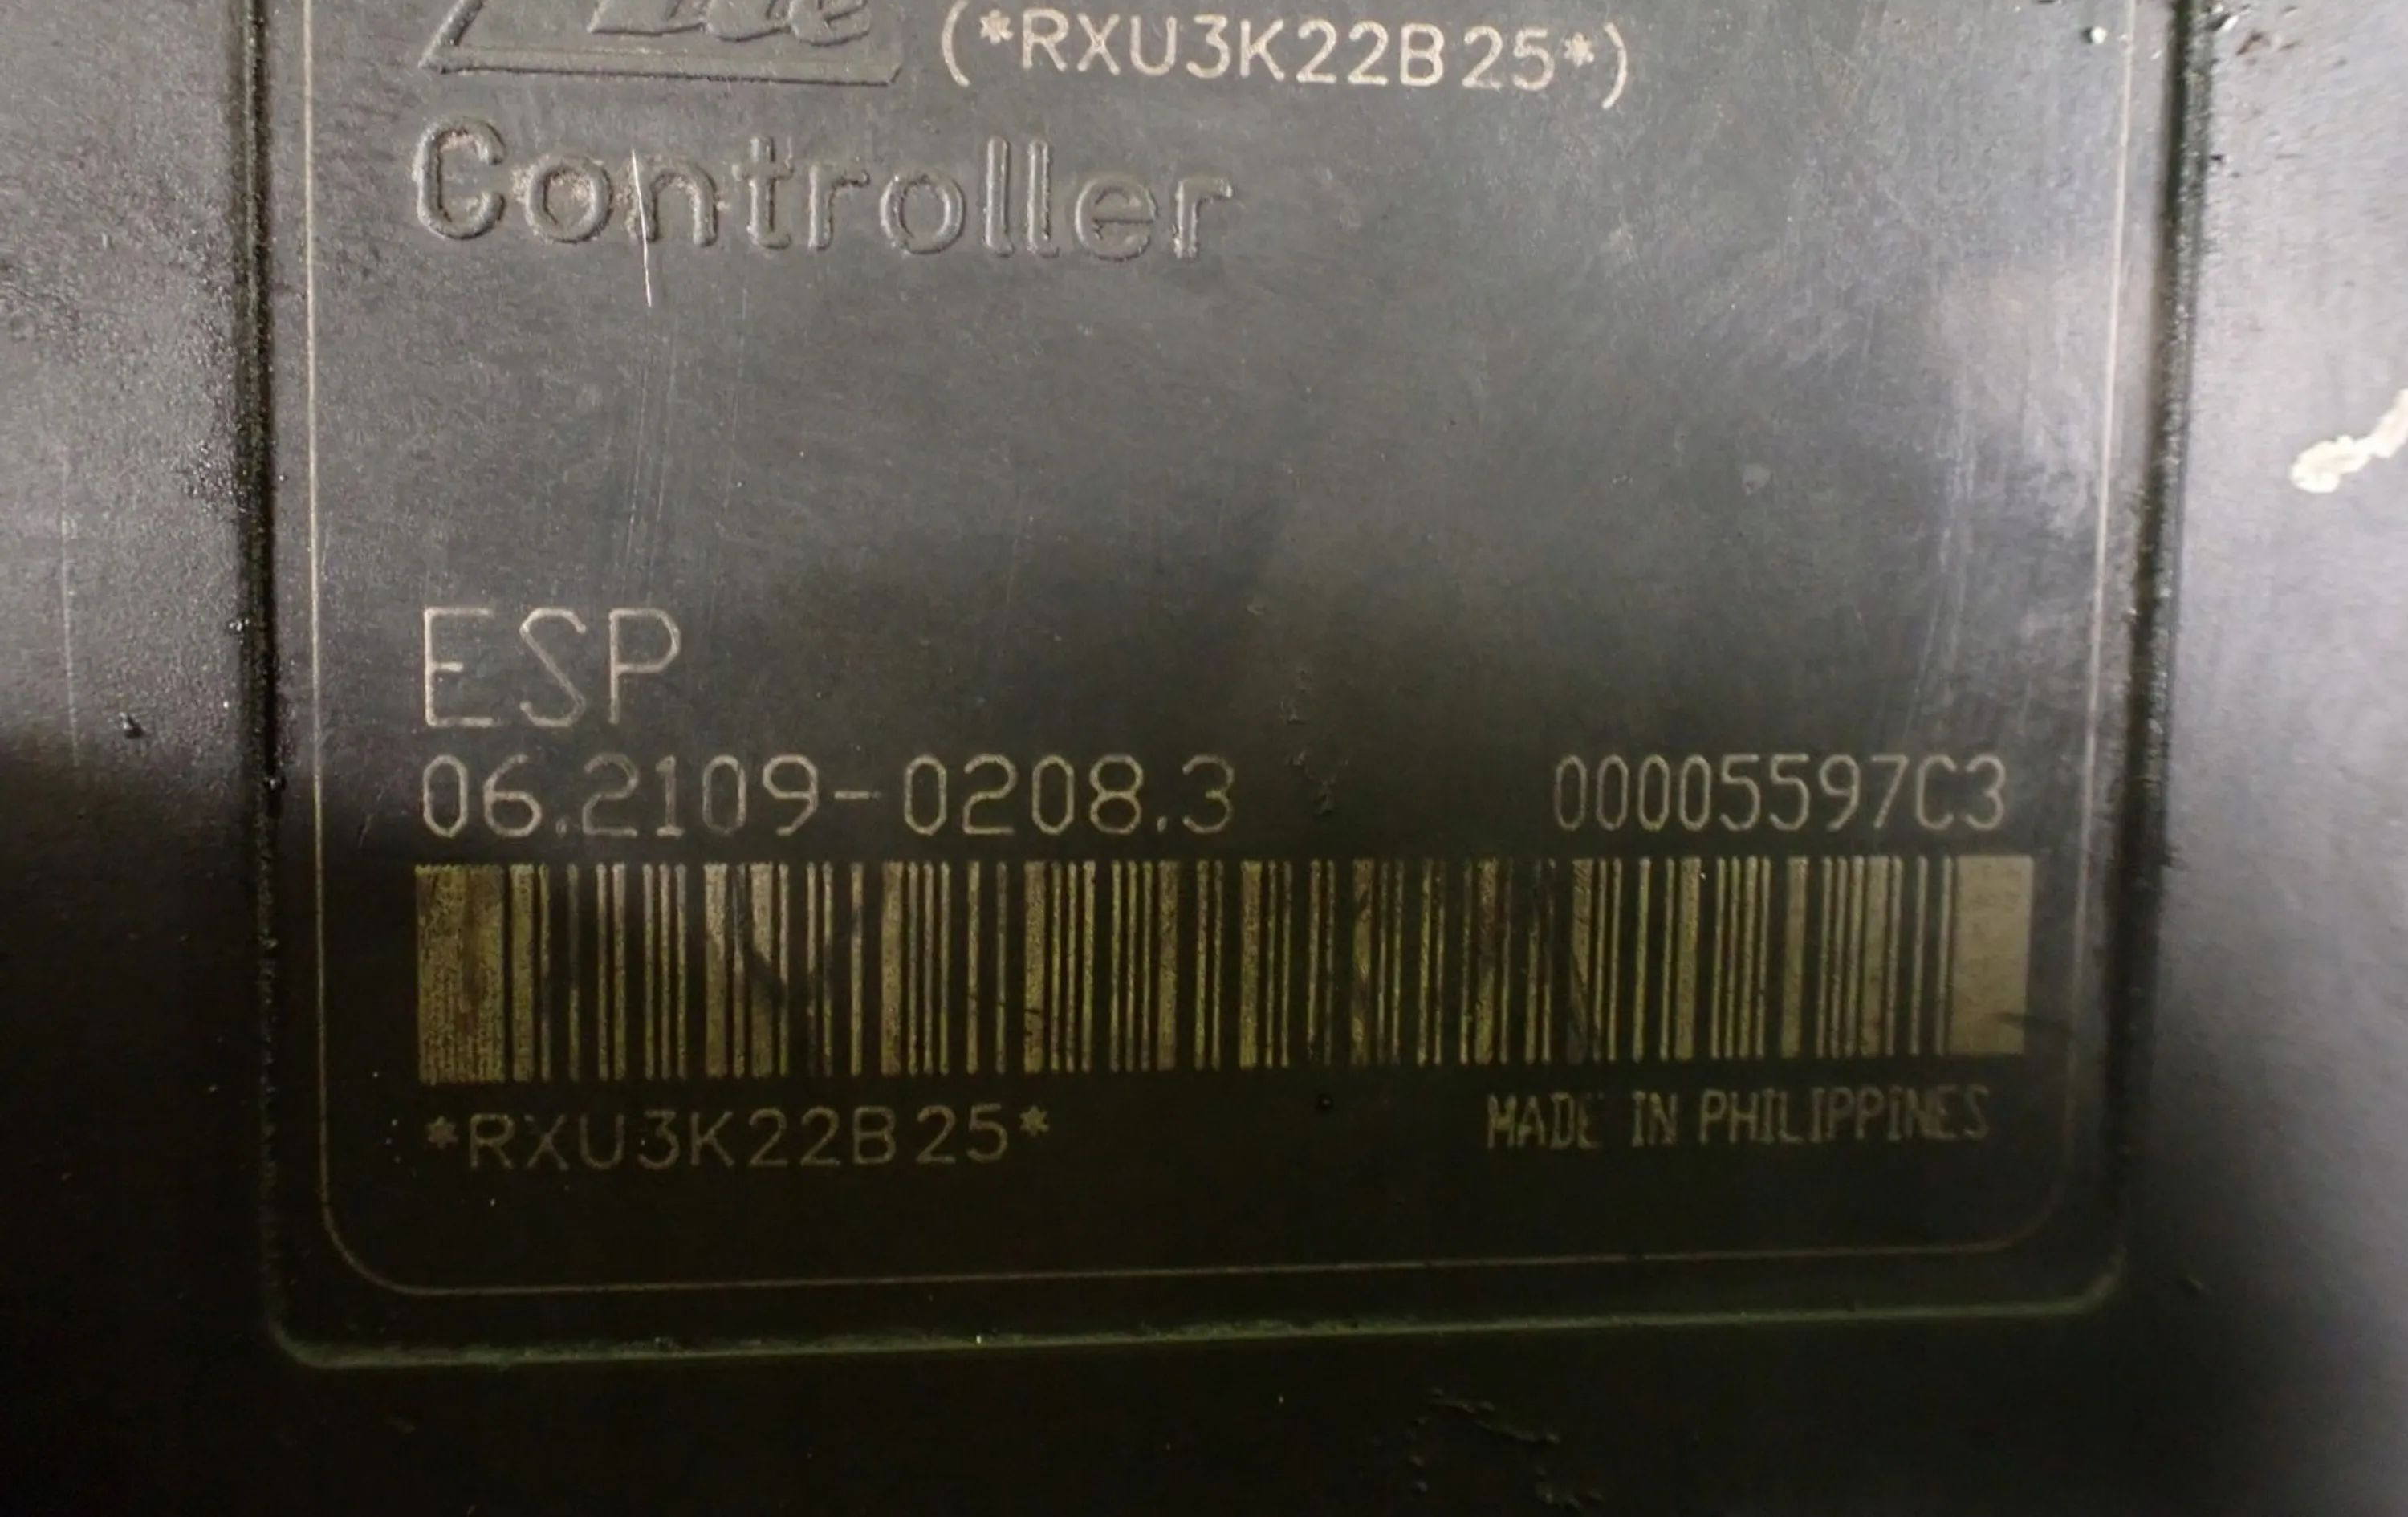 (*RXU3K22B25*)
Controller
ESP
06.2109-0208.3 00005597C3
*RXU3K22B25* MADE IN PHILIPPINES